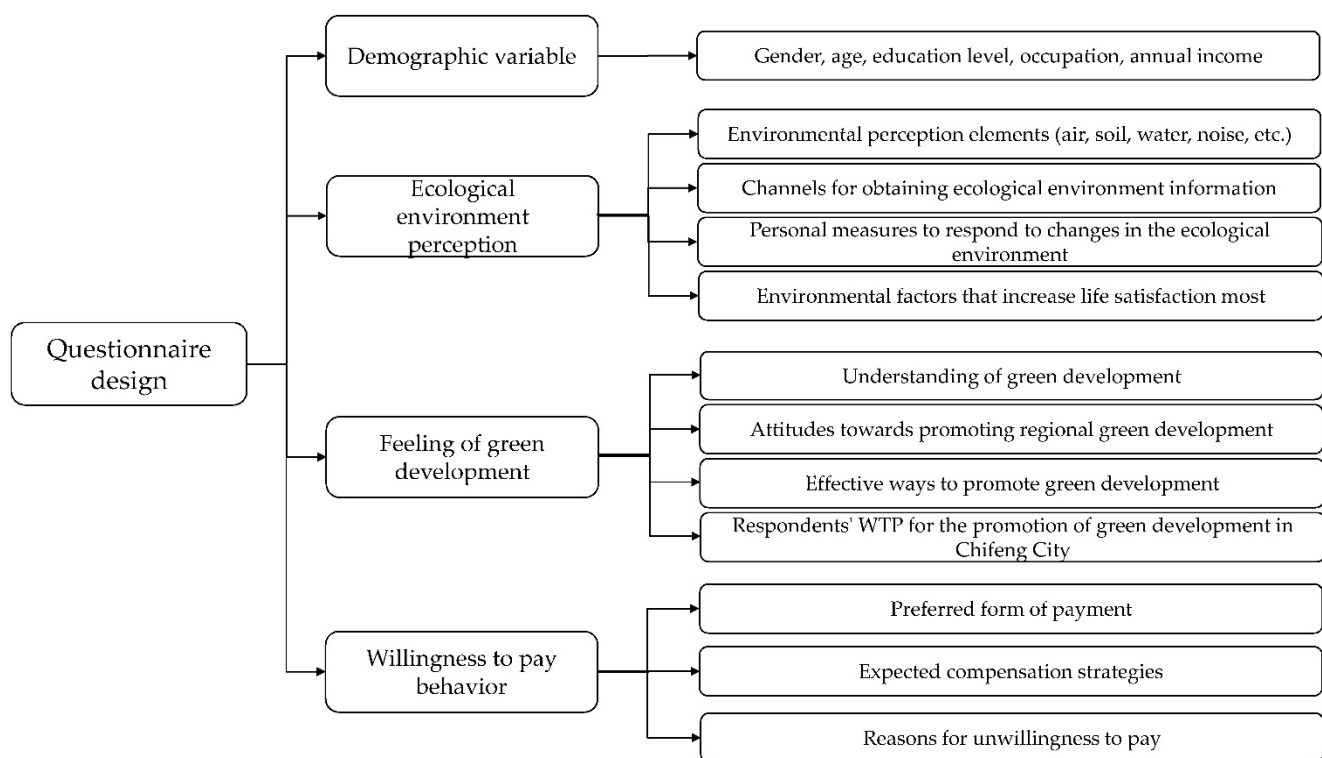 Demographic variable
Gender, age, education level, occupation, annual income
Environmental perception elements (air, soil, water, noise, etc.)
Ecological
environment
perception
Channels for obtaining ecological environment information
Personal measures to respond to changes in the ecological
environment
Environmental factors that increase life satisfaction most
Questionnaire
design
Understanding of green development
Feeling of green
development
Attitudes towards promoting regional green development
Effective ways to promote green development
Respondents' WTP for the promotion of green development in
Chifeng City
Preferred form of payment
Willingness to pay
behavior
Expected compensation strategies
Reasons for unwillingness to pay